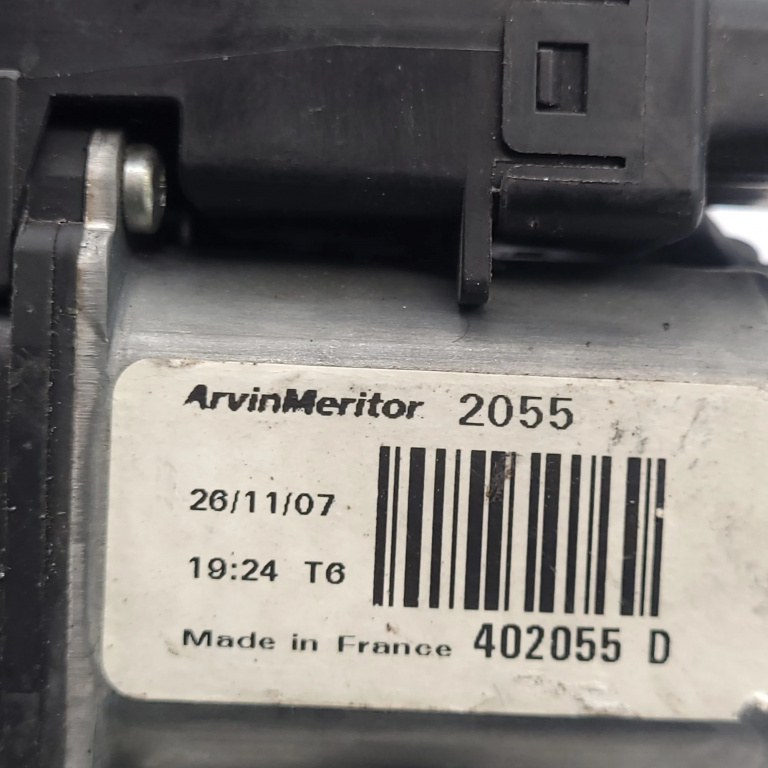 ArvinMeritor 2055
26/11/07
19:24 T6
Made in France 402055 D